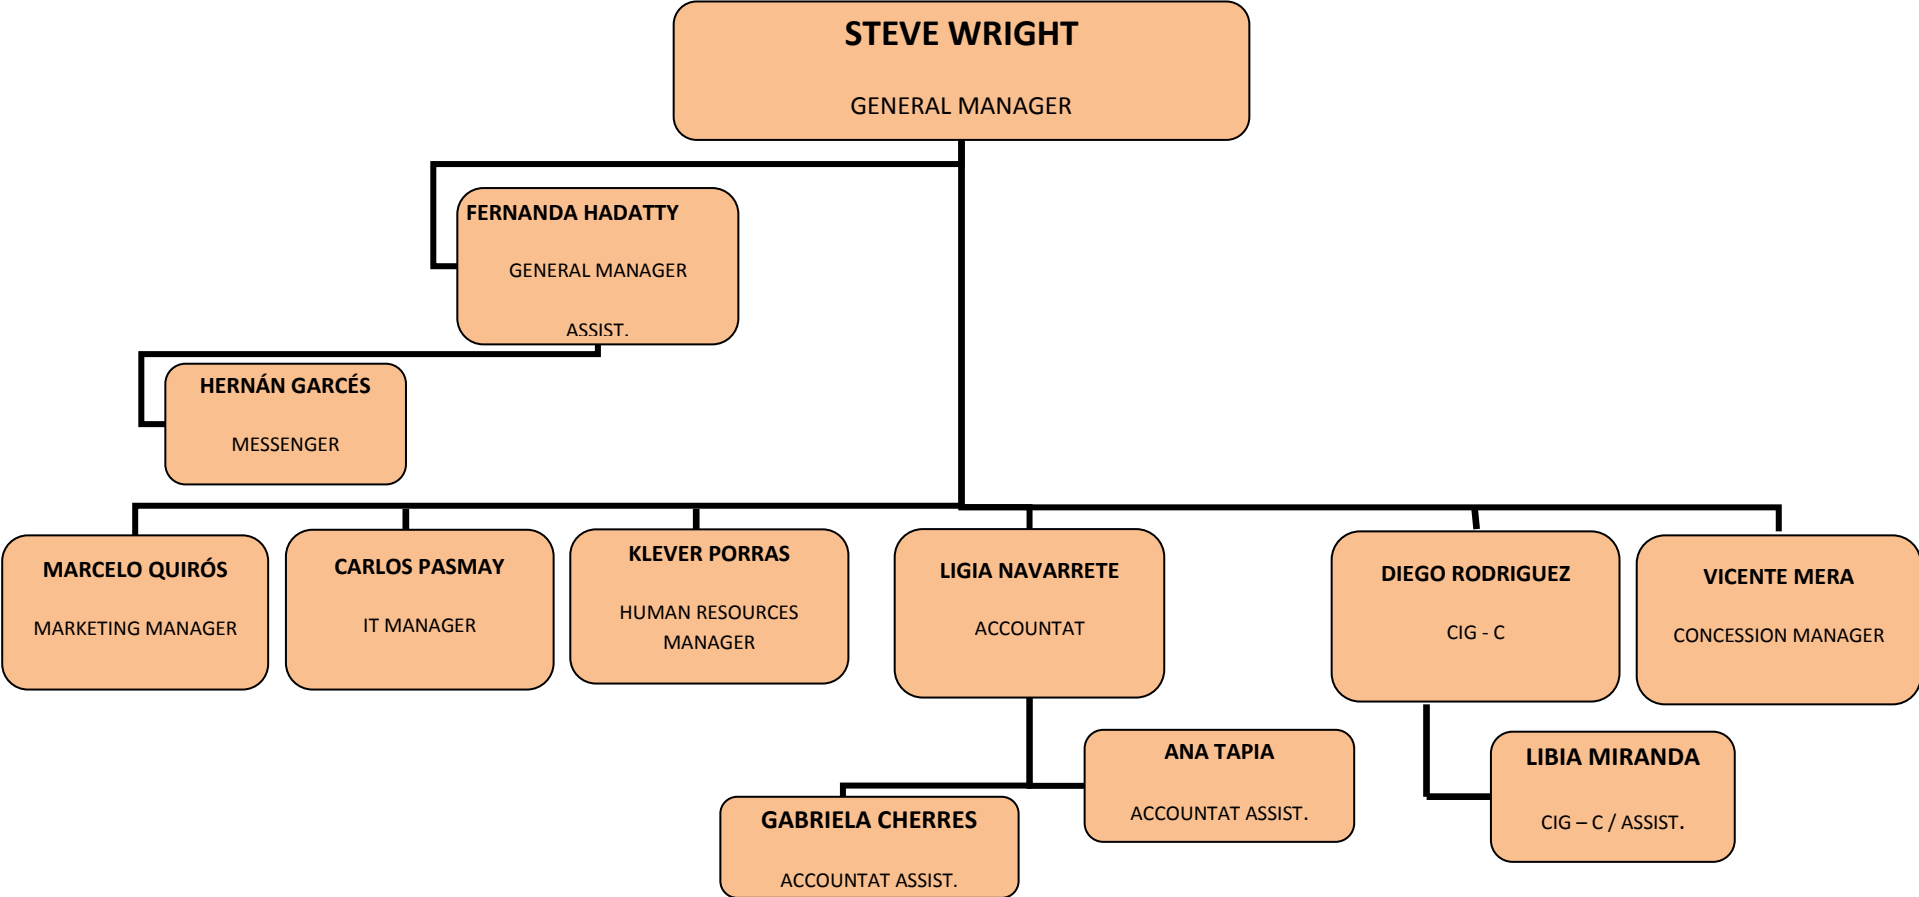 STEVE WRIGHT
GENERAL MANAGER
FERNANDA HADATTY
GENERAL MANAGER
ASSIST.
HERNÁN GARCÉS
MESSENGER
MARCELO QUIRÓS
MARKETING MANAGER
CARLOS PASMAY
IT MANAGER
KLEVER PORRAS
HUMAN RESOURCES
MANAGER
LIGIA NAVARRETE
ACCOUNTAT
DIEGO RODRIGUEZ
CIG - C
VICENTE MERA
CONCESSION MANAGER
GABRIELA CHERRES
ACCOUNTAT ASSIST.
ANA TAPIA
ACCOUNTAT ASSIST.
LIBIA MIRANDA
CIG – C / ASSIST.